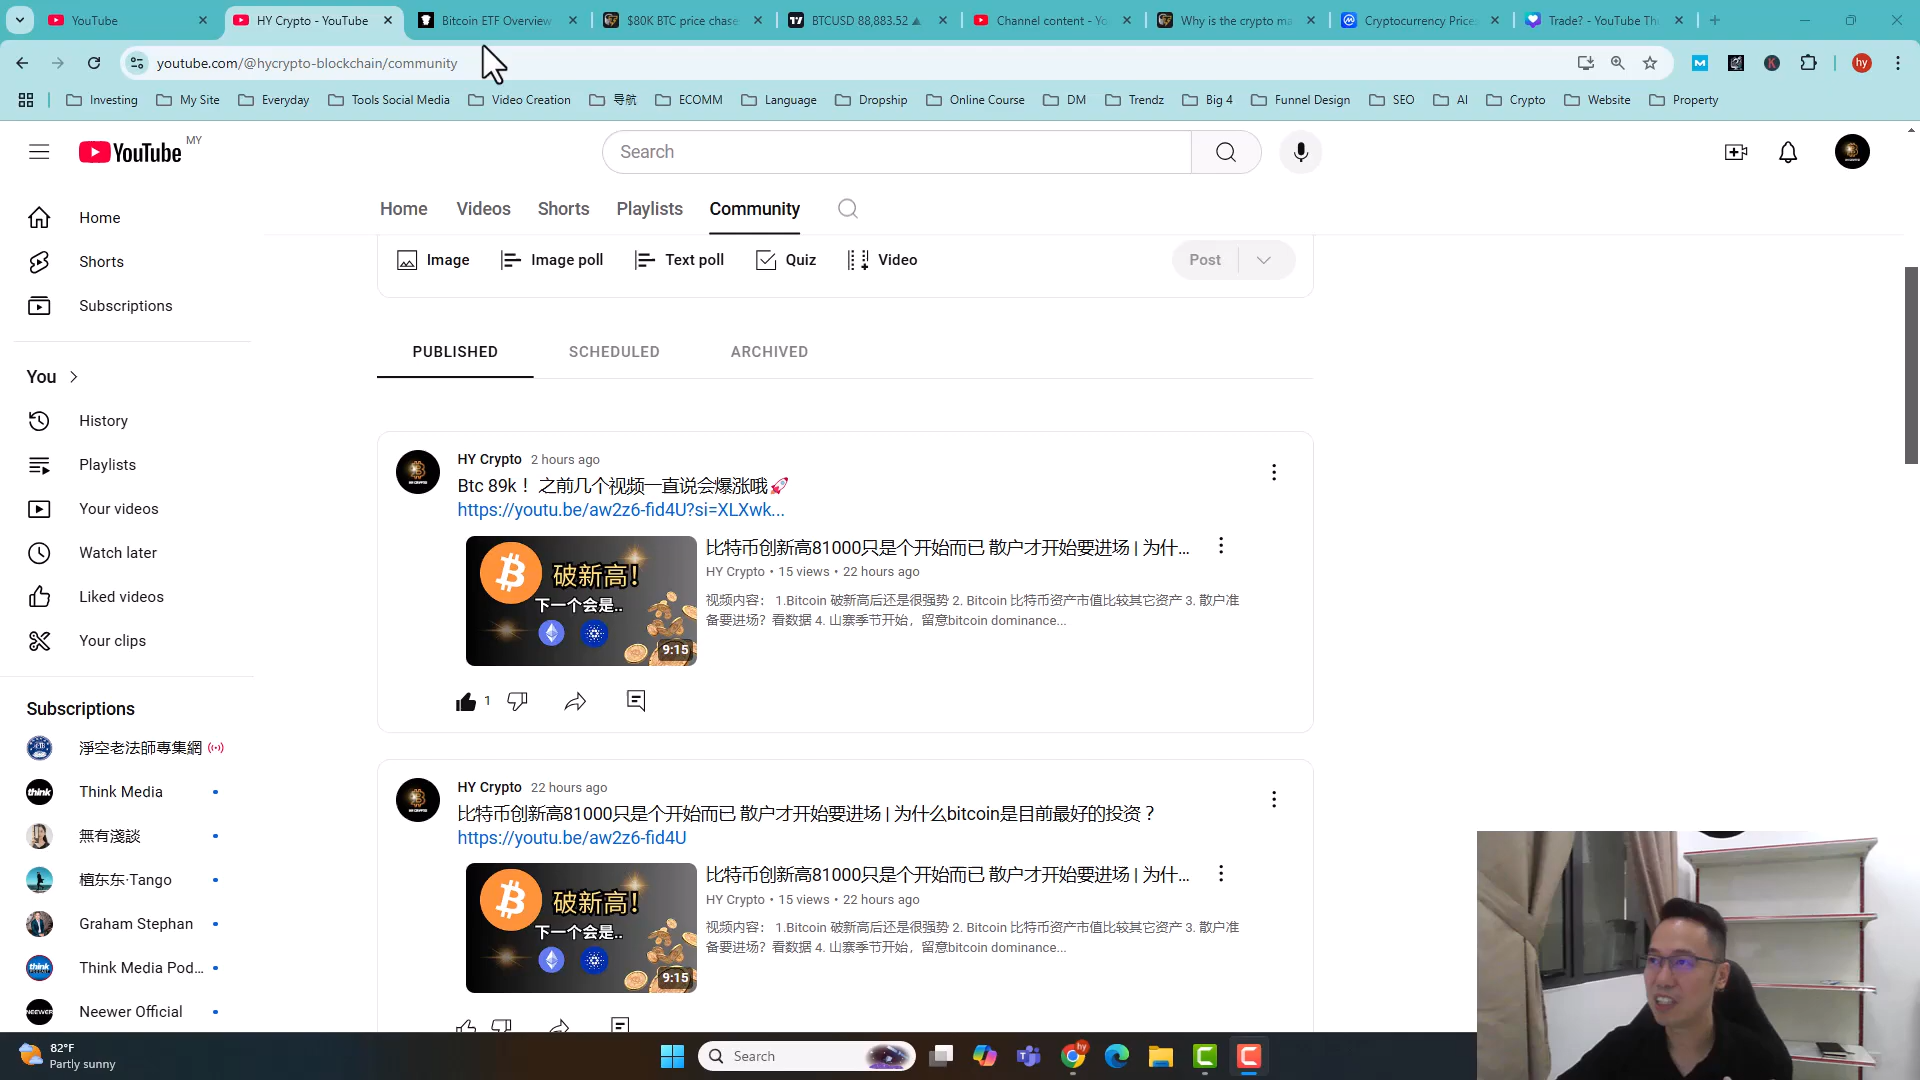 YouTube
HY Crypto - YouTube
Bitcoin ETF Overview
$80K BTC price chase
BTCUSD 88,883.52
Channel content - Yo
Why is the crypto ma
Cryptocurrency Price
Trade? - YouTube Th
youtube.com/@hycrypto-blockchain/community
hy
Investing
My Site
Everyday
Tools Social Media
Video Creation
导航
ECOMM
Language
Dropship
Online Course
DM
Trendz
Big 4
Funnel Design
SEO
AI
Crypto
Website
Property
YouTube MY
Search
Home
Videos
Shorts
Playlists
Community
Image
Image poll
Text poll
Quiz
Video
Post
PUBLISHED
SCHEDULED
ARCHIVED
Home
Shorts
Subscriptions
You
History
Playlists
Your videos
Watch later
Liked videos
Your clips
Subscriptions
淨空老法師專集網
Think Media
無有淺談
檀东东·Tango
Graham Stephan
Think Media Pod...
Neewer Official
HY Crypto 2 hours ago
Btc 89k！ 之前几个视频一直说会爆涨哦🚀
https://youtu.be/aw2z6-fid4U?si=XLXwk...
破新高!
下一个会是..
9:15
比特币创新高81000只是个开始而已 散户才开始要进场 | 为什...
HY Crypto • 15 views • 22 hours ago
视频内容： 1.Bitcoin 破新高后还是很强势 2. Bitcoin 比特币资产市值比较其它资产 3. 散户准
备要进场？看数据 4. 山寨季节开始，留意bitcoin dominance...
1
HY Crypto 22 hours ago
比特币创新高81000只是个开始而已 散户才开始要进场 | 为什么bitcoin是目前最好的投资？
https://youtu.be/aw2z6-fid4U
破新高!
下一个会是..
9:15
比特币创新高81000只是个开始而已 散户才开始要进场 | 为什...
HY Crypto • 15 views • 22 hours ago
视频内容： 1.Bitcoin 破新高后还是很强势 2. Bitcoin 比特币资产市值比较其它资产 3. 散户准
备要进场？看数据 4. 山寨季节开始，留意bitcoin dominance...
82°F
Partly sunny
Search